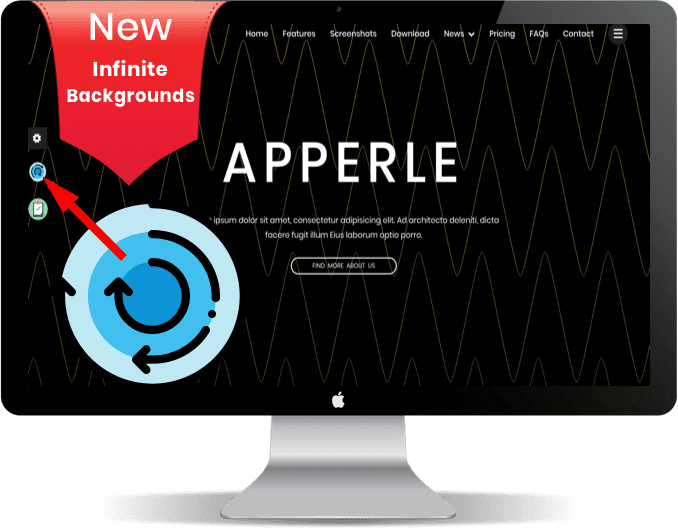 New
Infinite
Backgrounds
Home Features Screenshots Download News Pricing FAQs Contact
APPERLE
ipsum dolor sit amet, consectetur adipisicing elit. Ad architecto deleniti, dicta
facere fugit illum Eius laborum optio porro.
FIND MORE ABOUT US